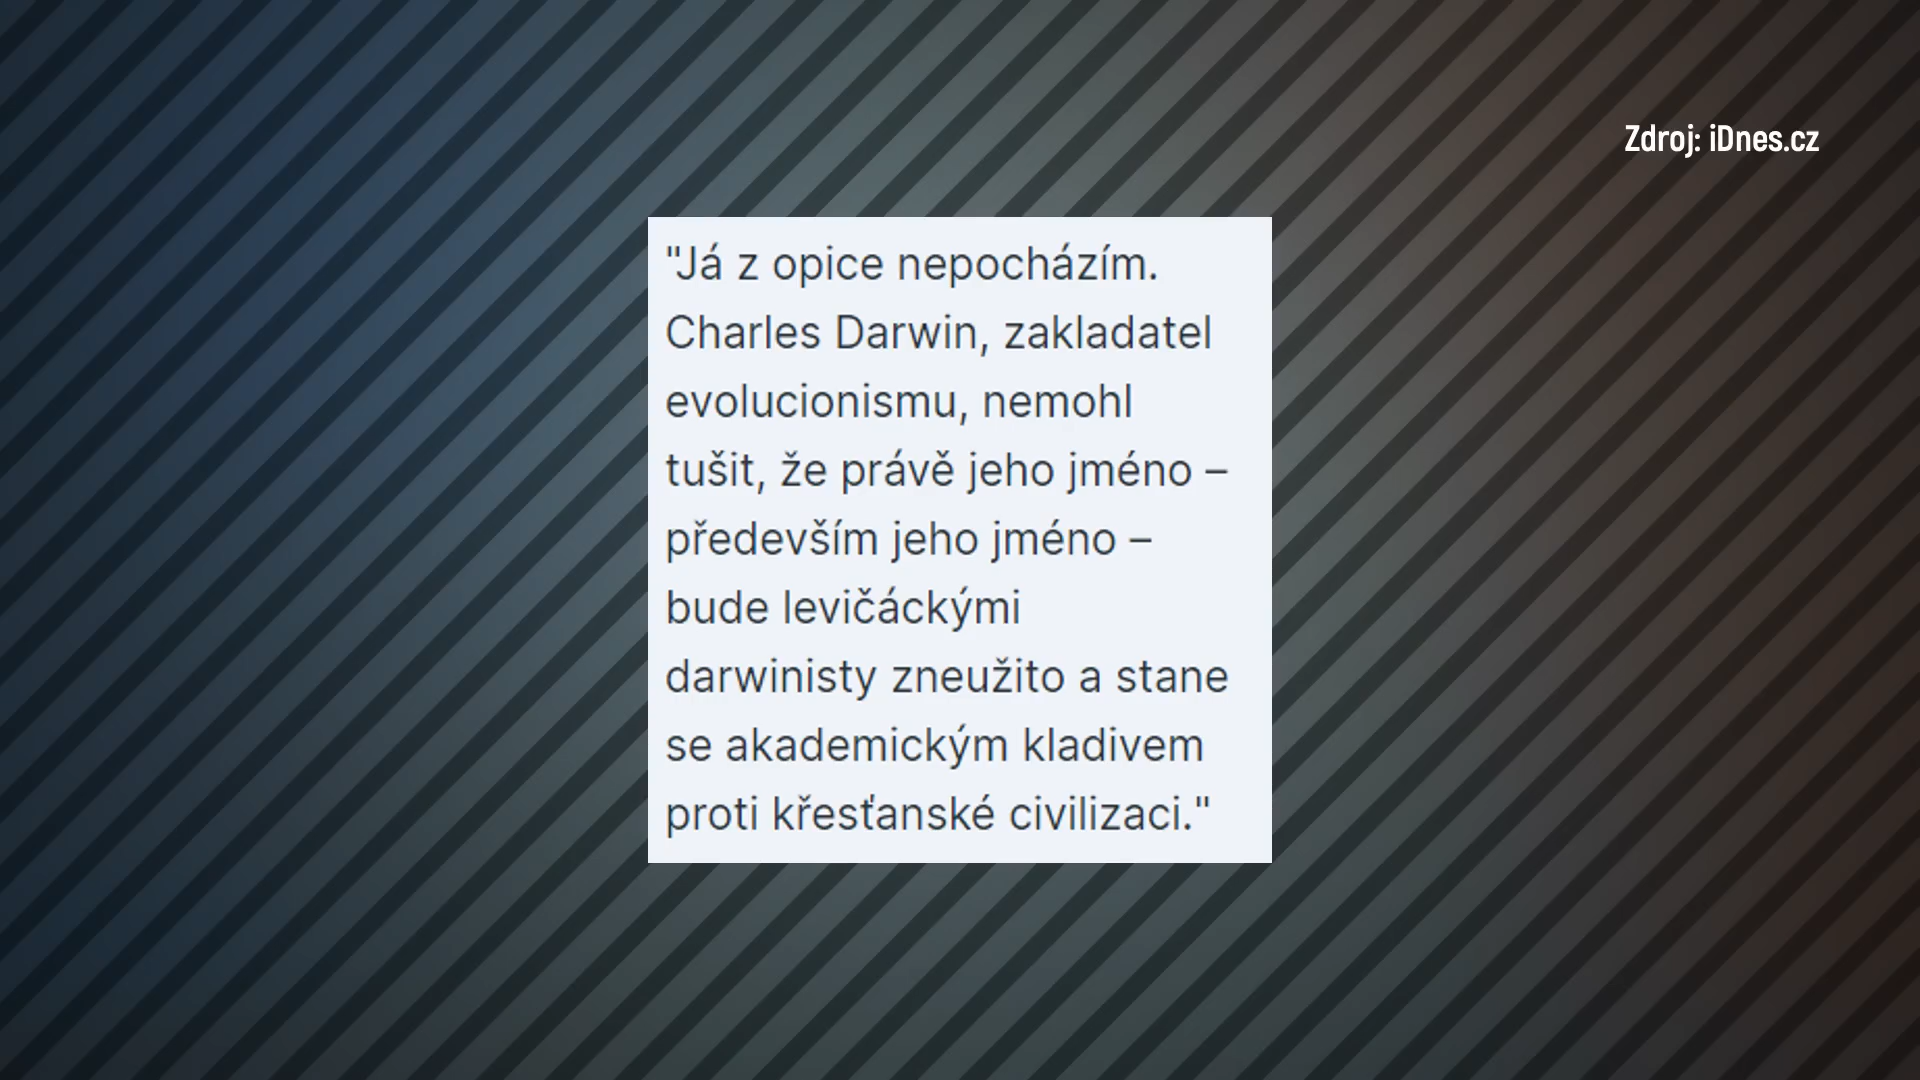 Zdroj: iDnes.cz
"Já z opice nepocházím.
Charles Darwin, zakladatel
evolucionismu, nemohl
tušit, že právě jeho jméno –
především jeho jméno –
bude levičáckými
darwinisty zneužito a stane
se akademickým kladivem
proti křesťanské civilizaci."